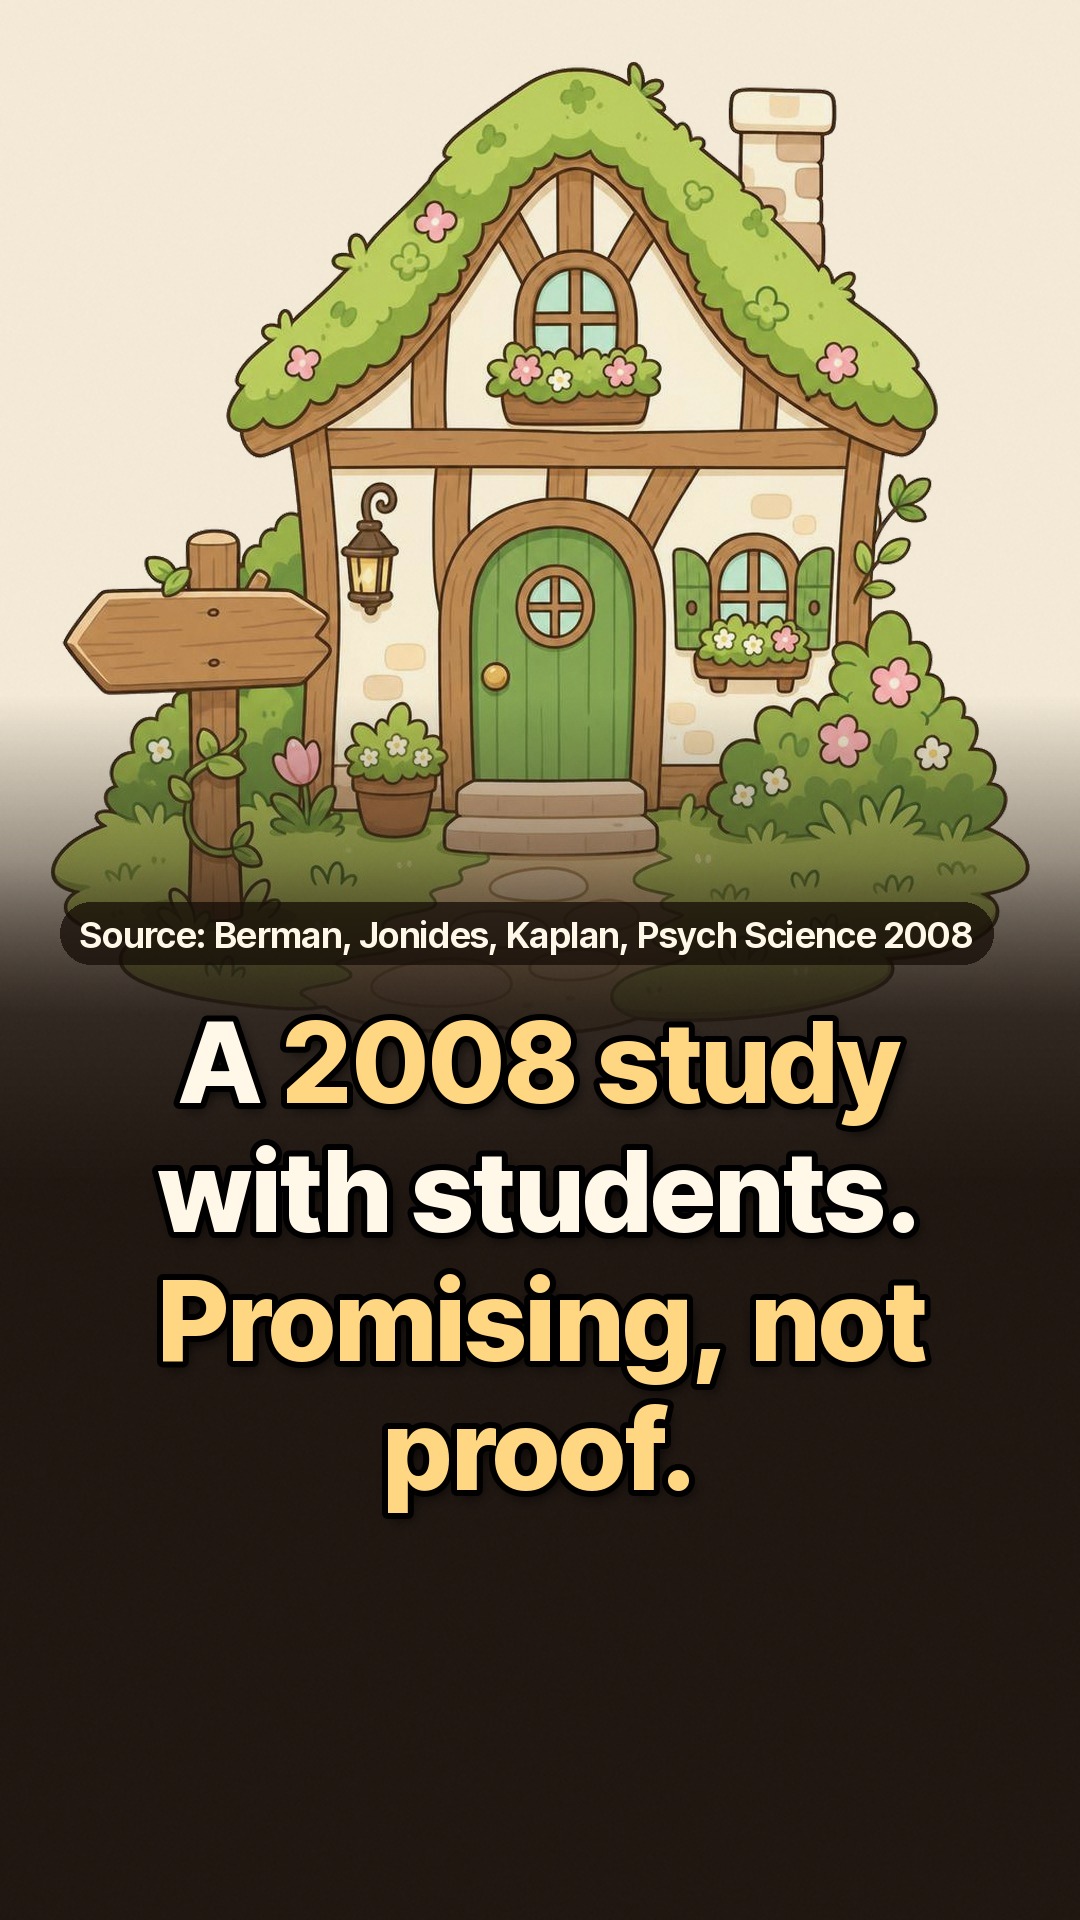 Source: Berman, Jonides, Kaplan, Psych Science 2008
A 2008 study
with students.
Promising, not
proof.